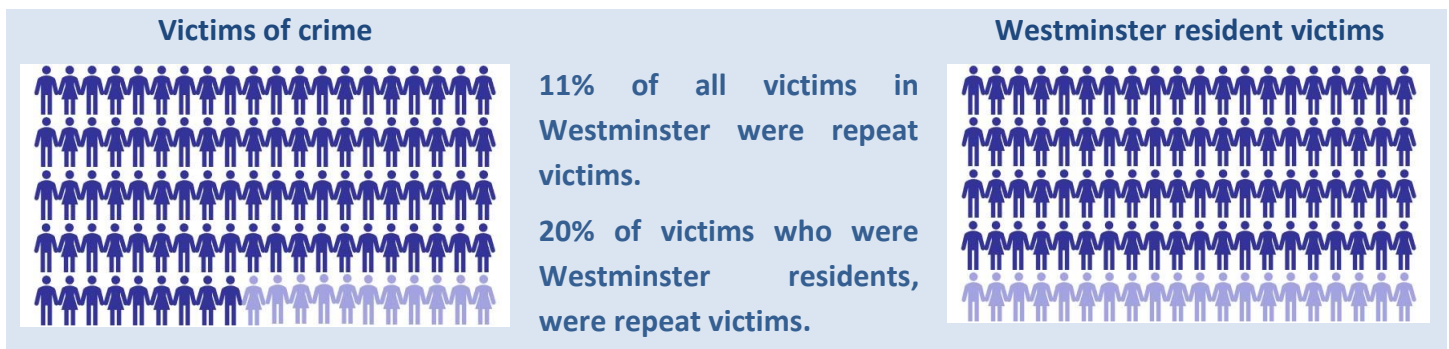 Victims of crime
11% of all victims in
Westminster were repeat
victims.
20% of victims who were
Westminster residents,
were repeat victims.
Westminster resident victims